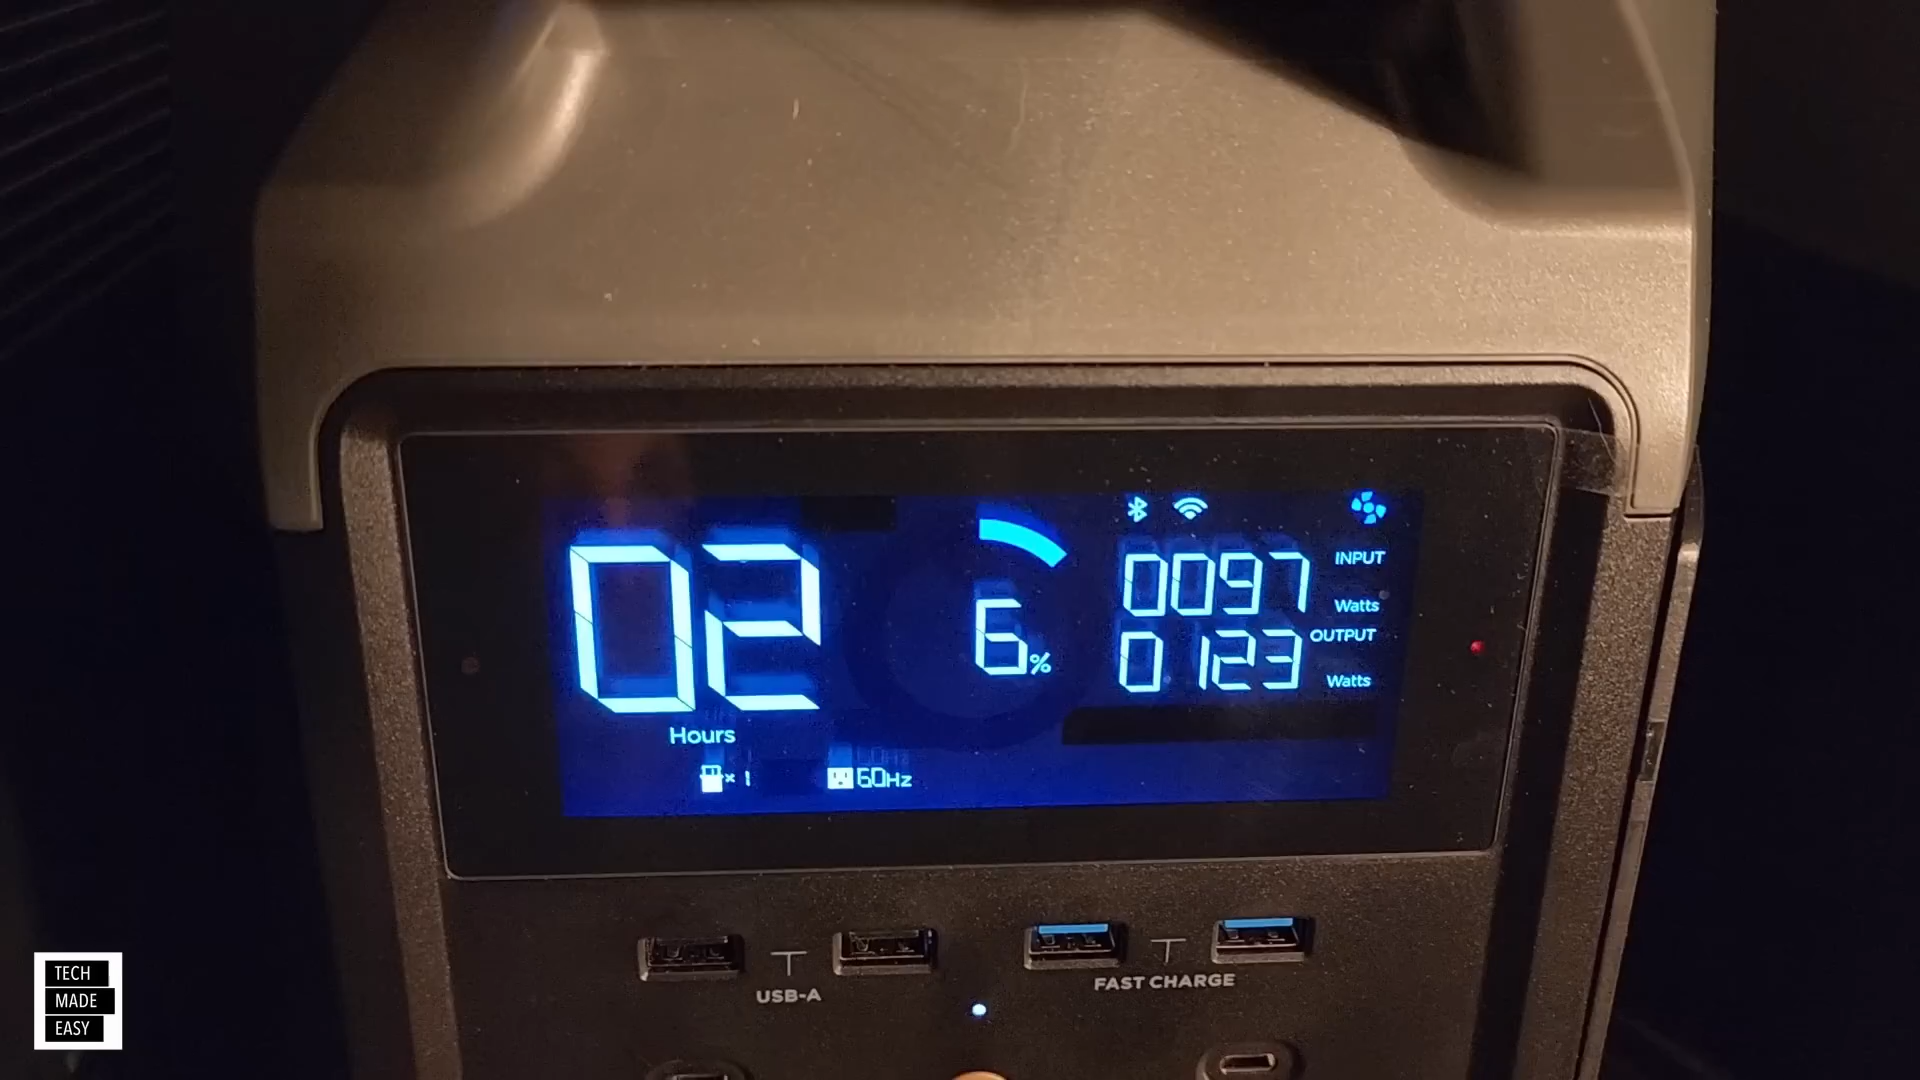 02
Hours
6%
0097 INPUT
Watts
0123 OUTPUT
Watts
x 1
60Hz
USB-A
FAST CHARGE
TECH
MADE
EASY